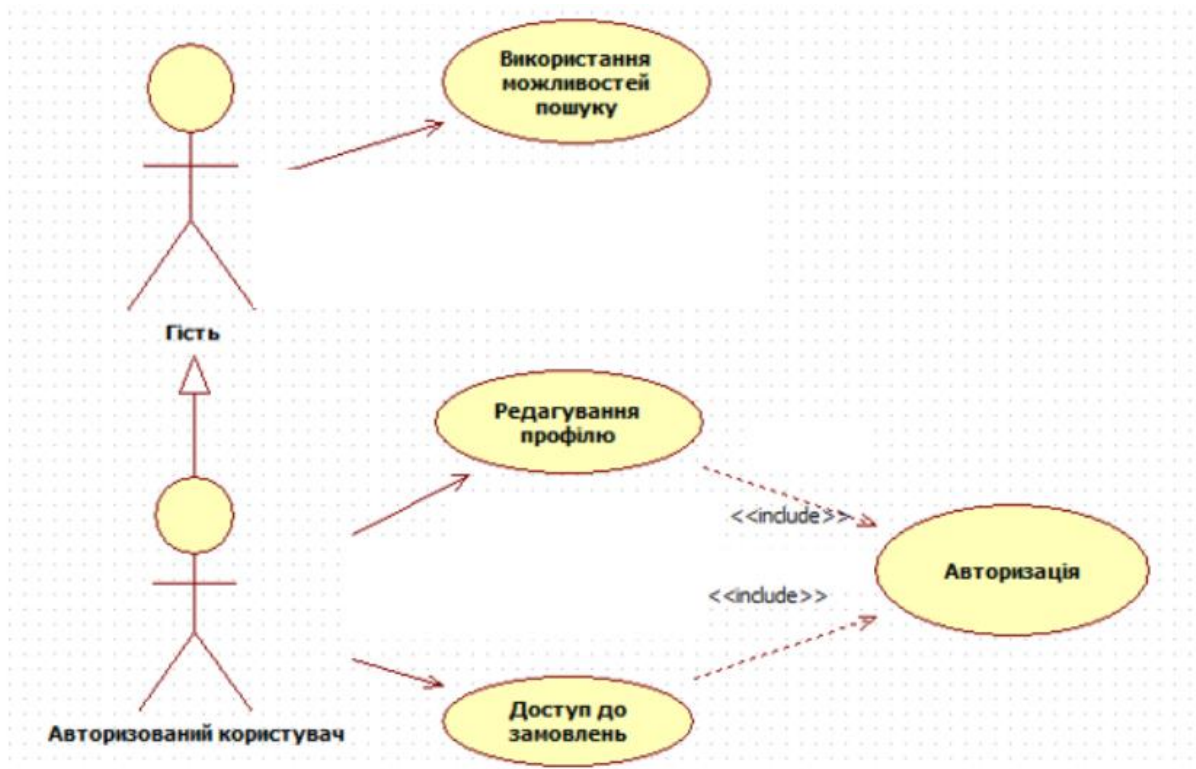 Використання
можливостей
пошуку
Гість
Редагування
профілю
<<include>>
Авторизація
<<include>>
Доступ до
замовлень
Авторизований користувач